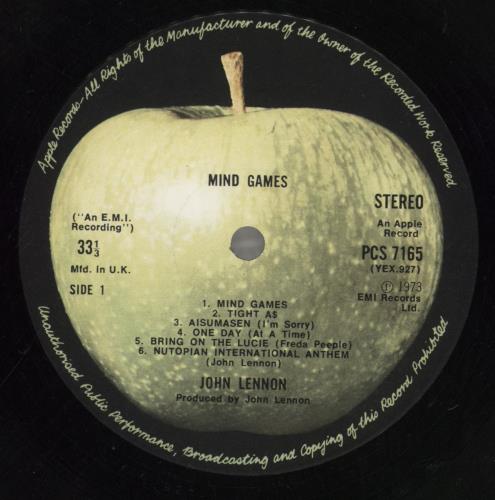 Apple Records-All Rights of the Manufacturer and of the Owner of the Recorded Work Reserved
MIND GAMES
("An E.M.I.
Recording")
33 1/3
Mfd. in U.K.
SIDE 1
STEREO
An Apple
Record
PCS 7165
(YEX.927)
Ⓟ 1973
EMI Records
Ltd.
1. MIND GAMES
2. TIGHT A$
3. AISUMASEN (I'm Sorry)
4. ONE DAY (At a Time)
5. BRING ON THE LUCIE (Freda Peeple)
6. NUTOPIAN INTERNATIONAL ANTHEM
(John Lennon)
JOHN LENNON
Produced by John Lennon
Unauthorised Public Performance, Broadcasting and Copying of this Record Prohibited